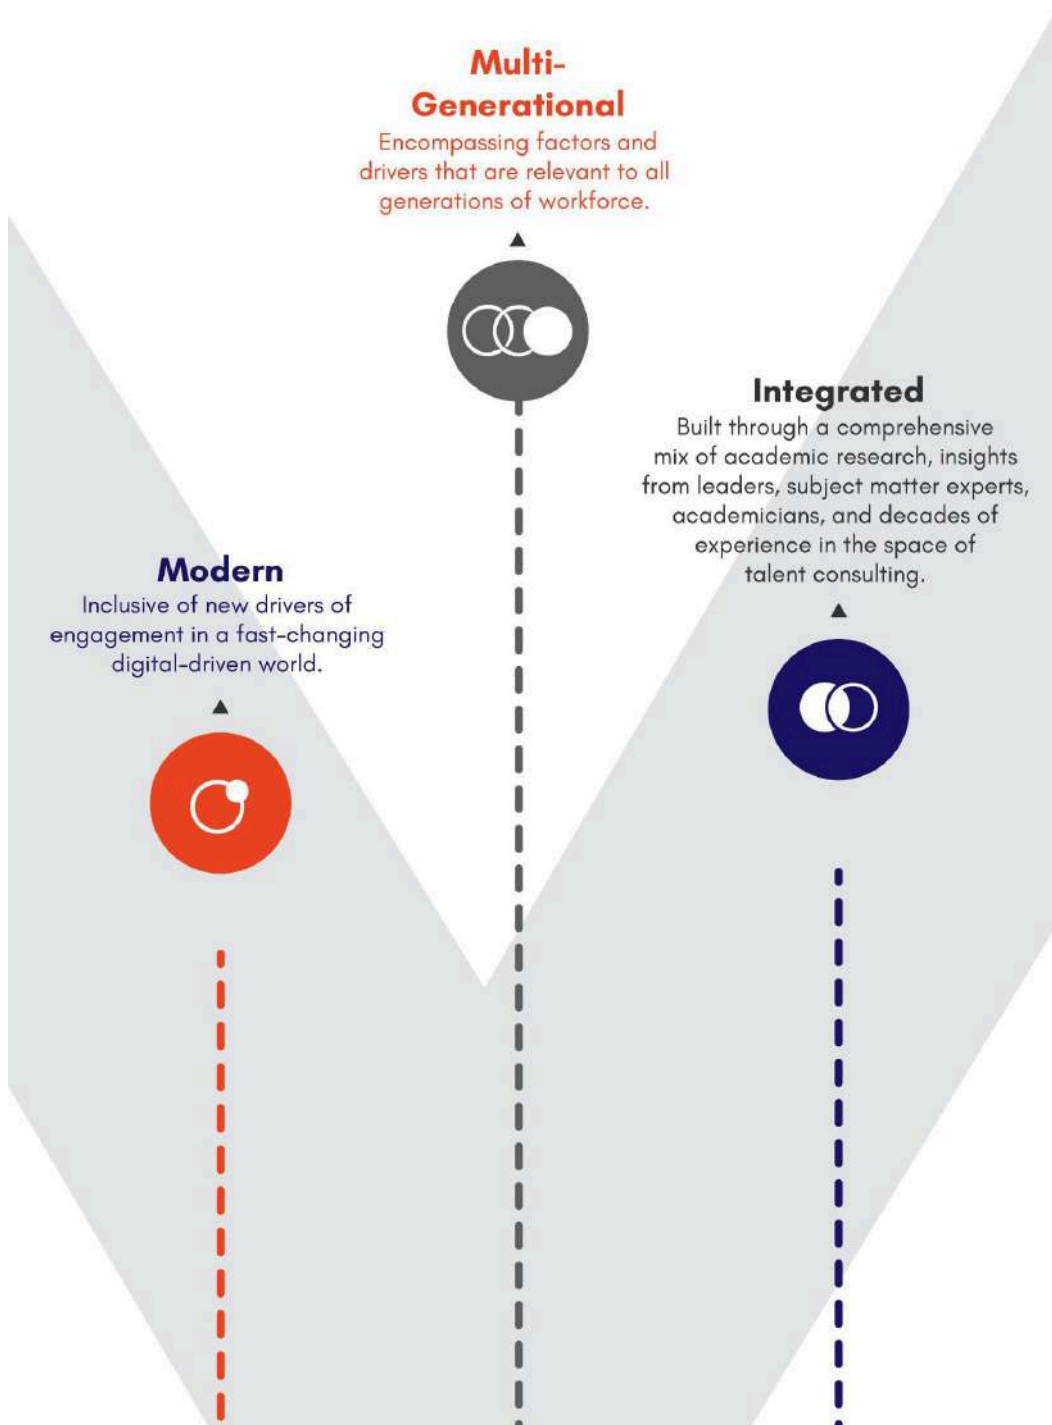 Multi-
Generational
Encompassing factors and
drivers that are relevant to all
generations of workforce.
Integrated
Built through a comprehensive
mix of academic research, insights
from leaders, subject matter experts,
academicians, and decades of
experience in the space of
talent consulting.
Modern
Inclusive of new drivers of
engagement in a fast-changing
digital-driven world.